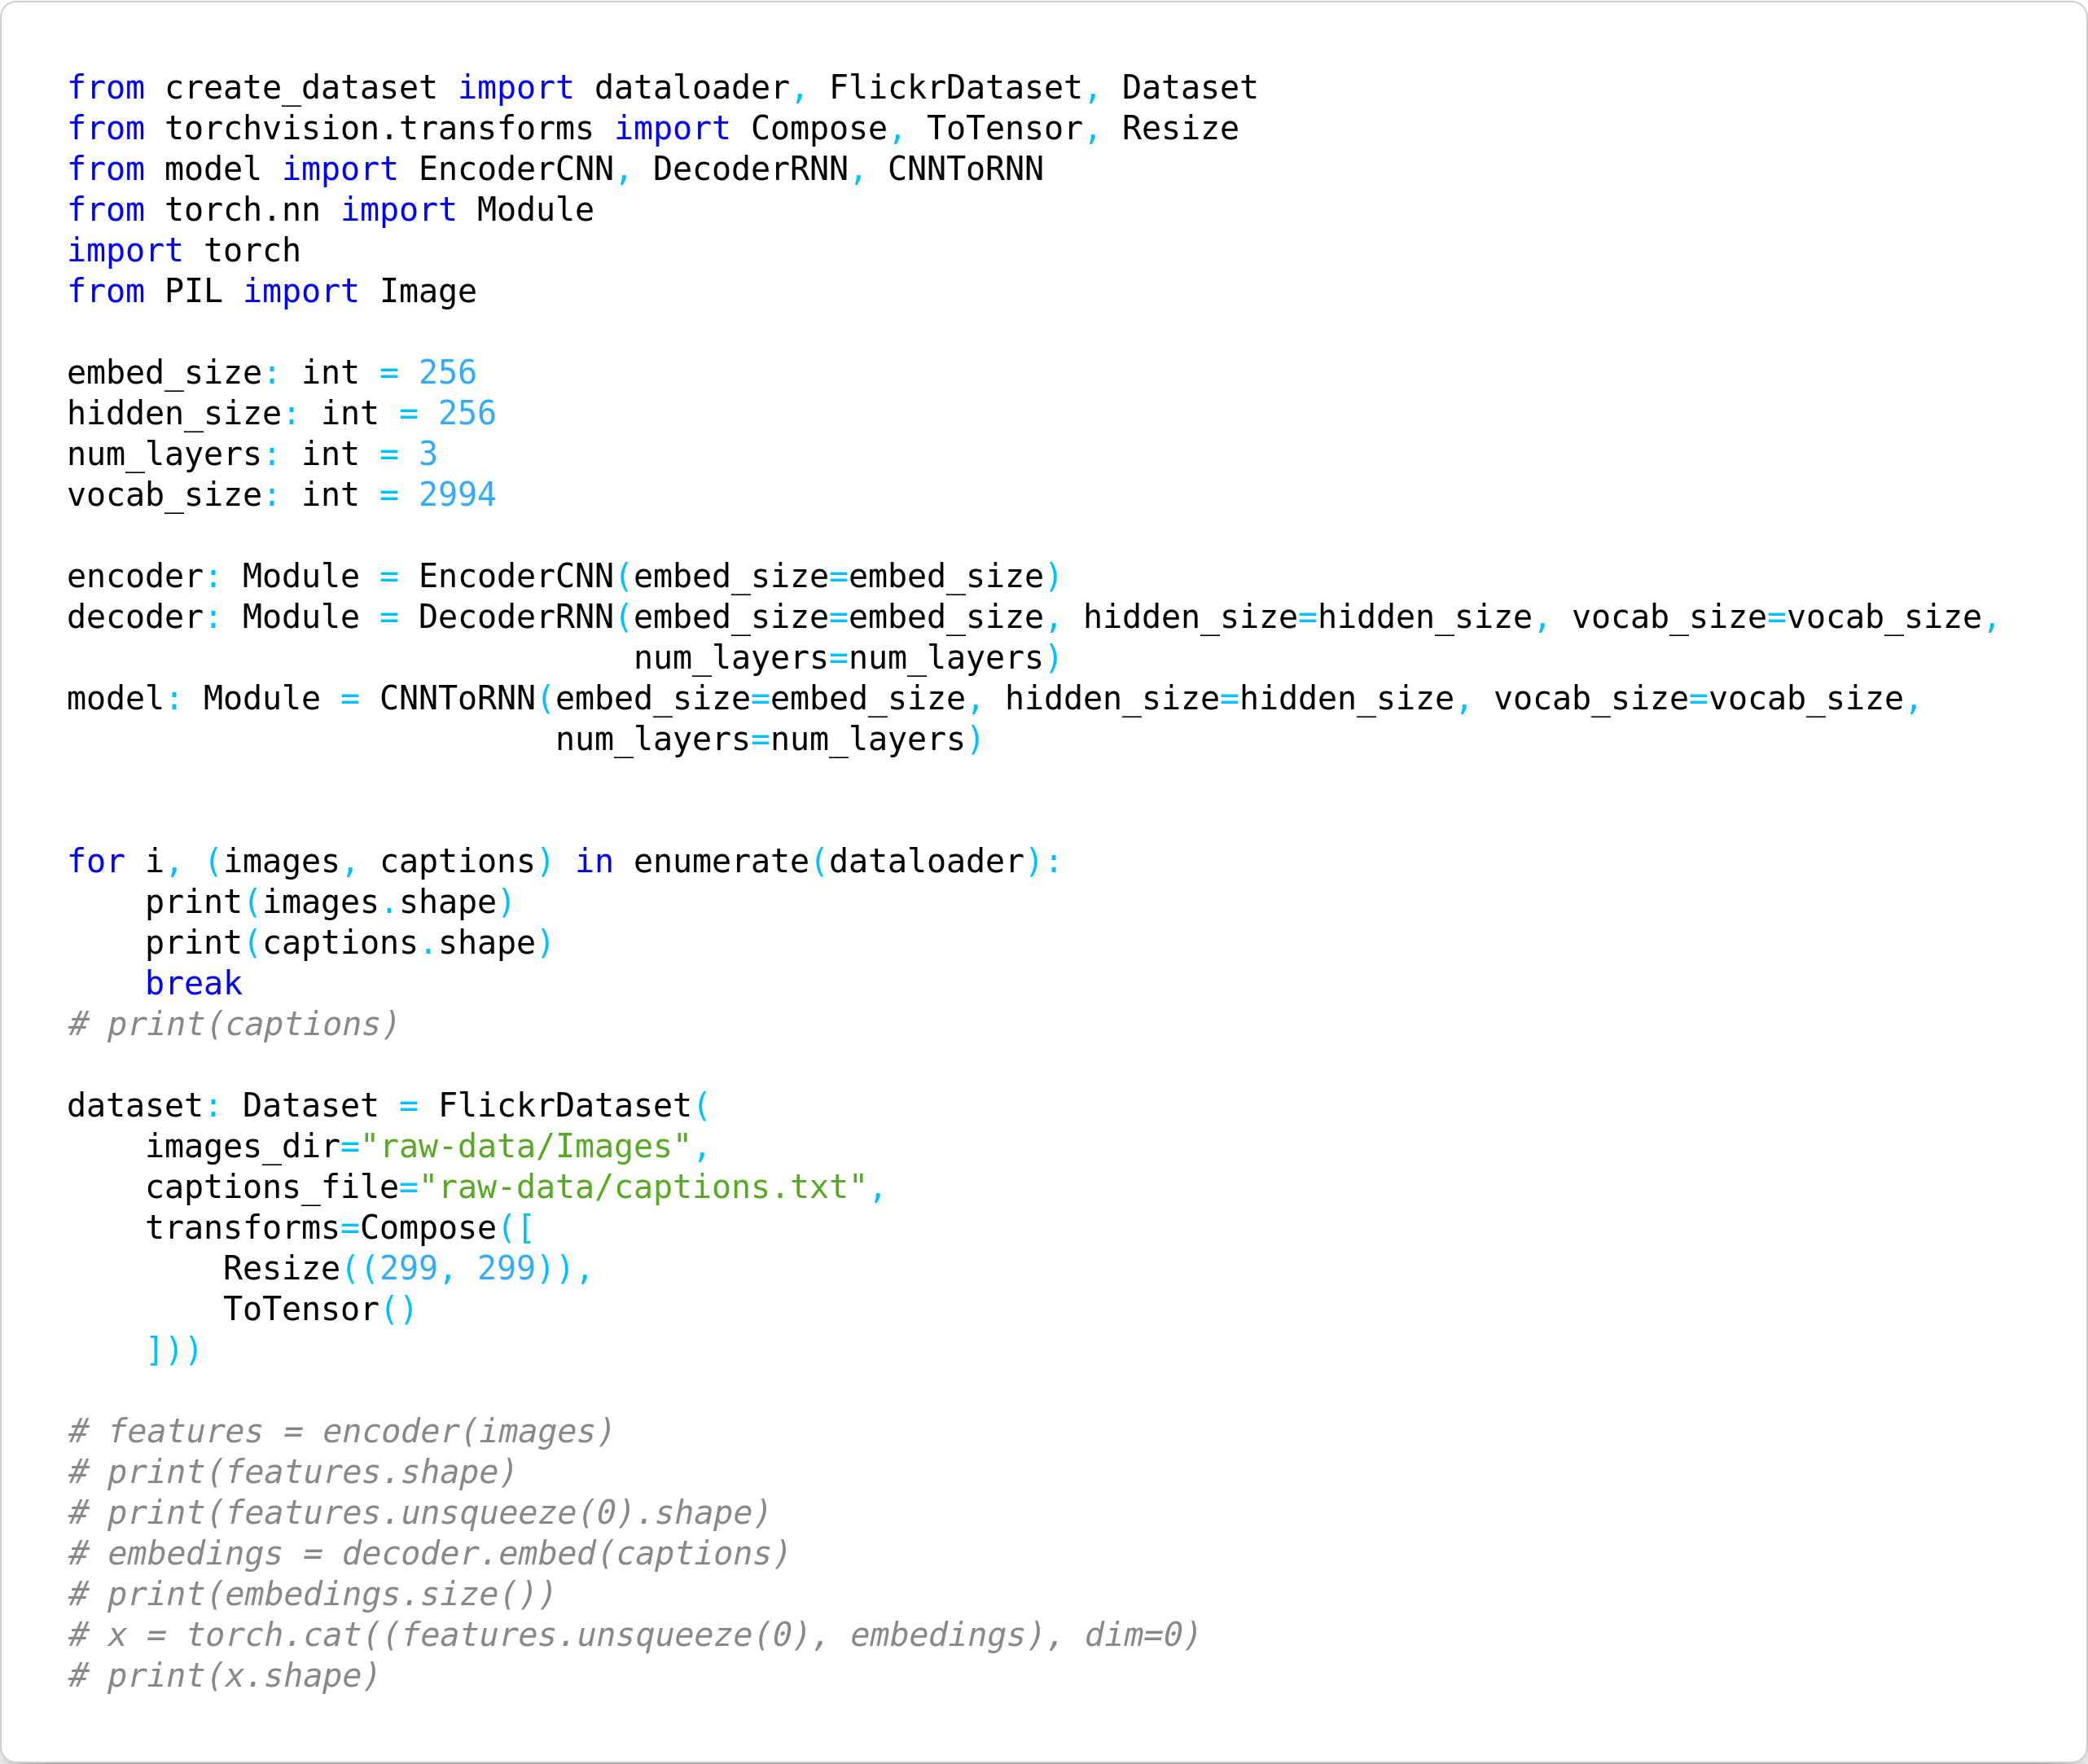 from create_dataset import dataloader, FlickrDataset, Dataset
from torchvision.transforms import Compose, ToTensor, Resize
from model import EncoderCNN, DecoderRNN, CNNToRNN
from torch.nn import Module
import torch
from PIL import Image

embed_size: int = 256
hidden_size: int = 256
num_layers: int = 3
vocab_size: int = 2994

encoder: Module = EncoderCNN(embed_size=embed_size)
decoder: Module = DecoderRNN(embed_size=embed_size, hidden_size=hidden_size, vocab_size=vocab_size,
                             num_layers=num_layers)
model: Module = CNNToRNN(embed_size=embed_size, hidden_size=hidden_size, vocab_size=vocab_size,
                         num_layers=num_layers)


for i, (images, captions) in enumerate(dataloader):
    print(images.shape)
    print(captions.shape)
    break
# print(captions)

dataset: Dataset = FlickrDataset(
    images_dir="raw-data/Images",
    captions_file="raw-data/captions.txt",
    transforms=Compose([
        Resize((299, 299)),
        ToTensor()
    ]))

# features = encoder(images)
# print(features.shape)
# print(features.unsqueeze(0).shape)
# embedings = decoder.embed(captions)
# print(embedings.size())
# x = torch.cat((features.unsqueeze(0), embedings), dim=0)
# print(x.shape)